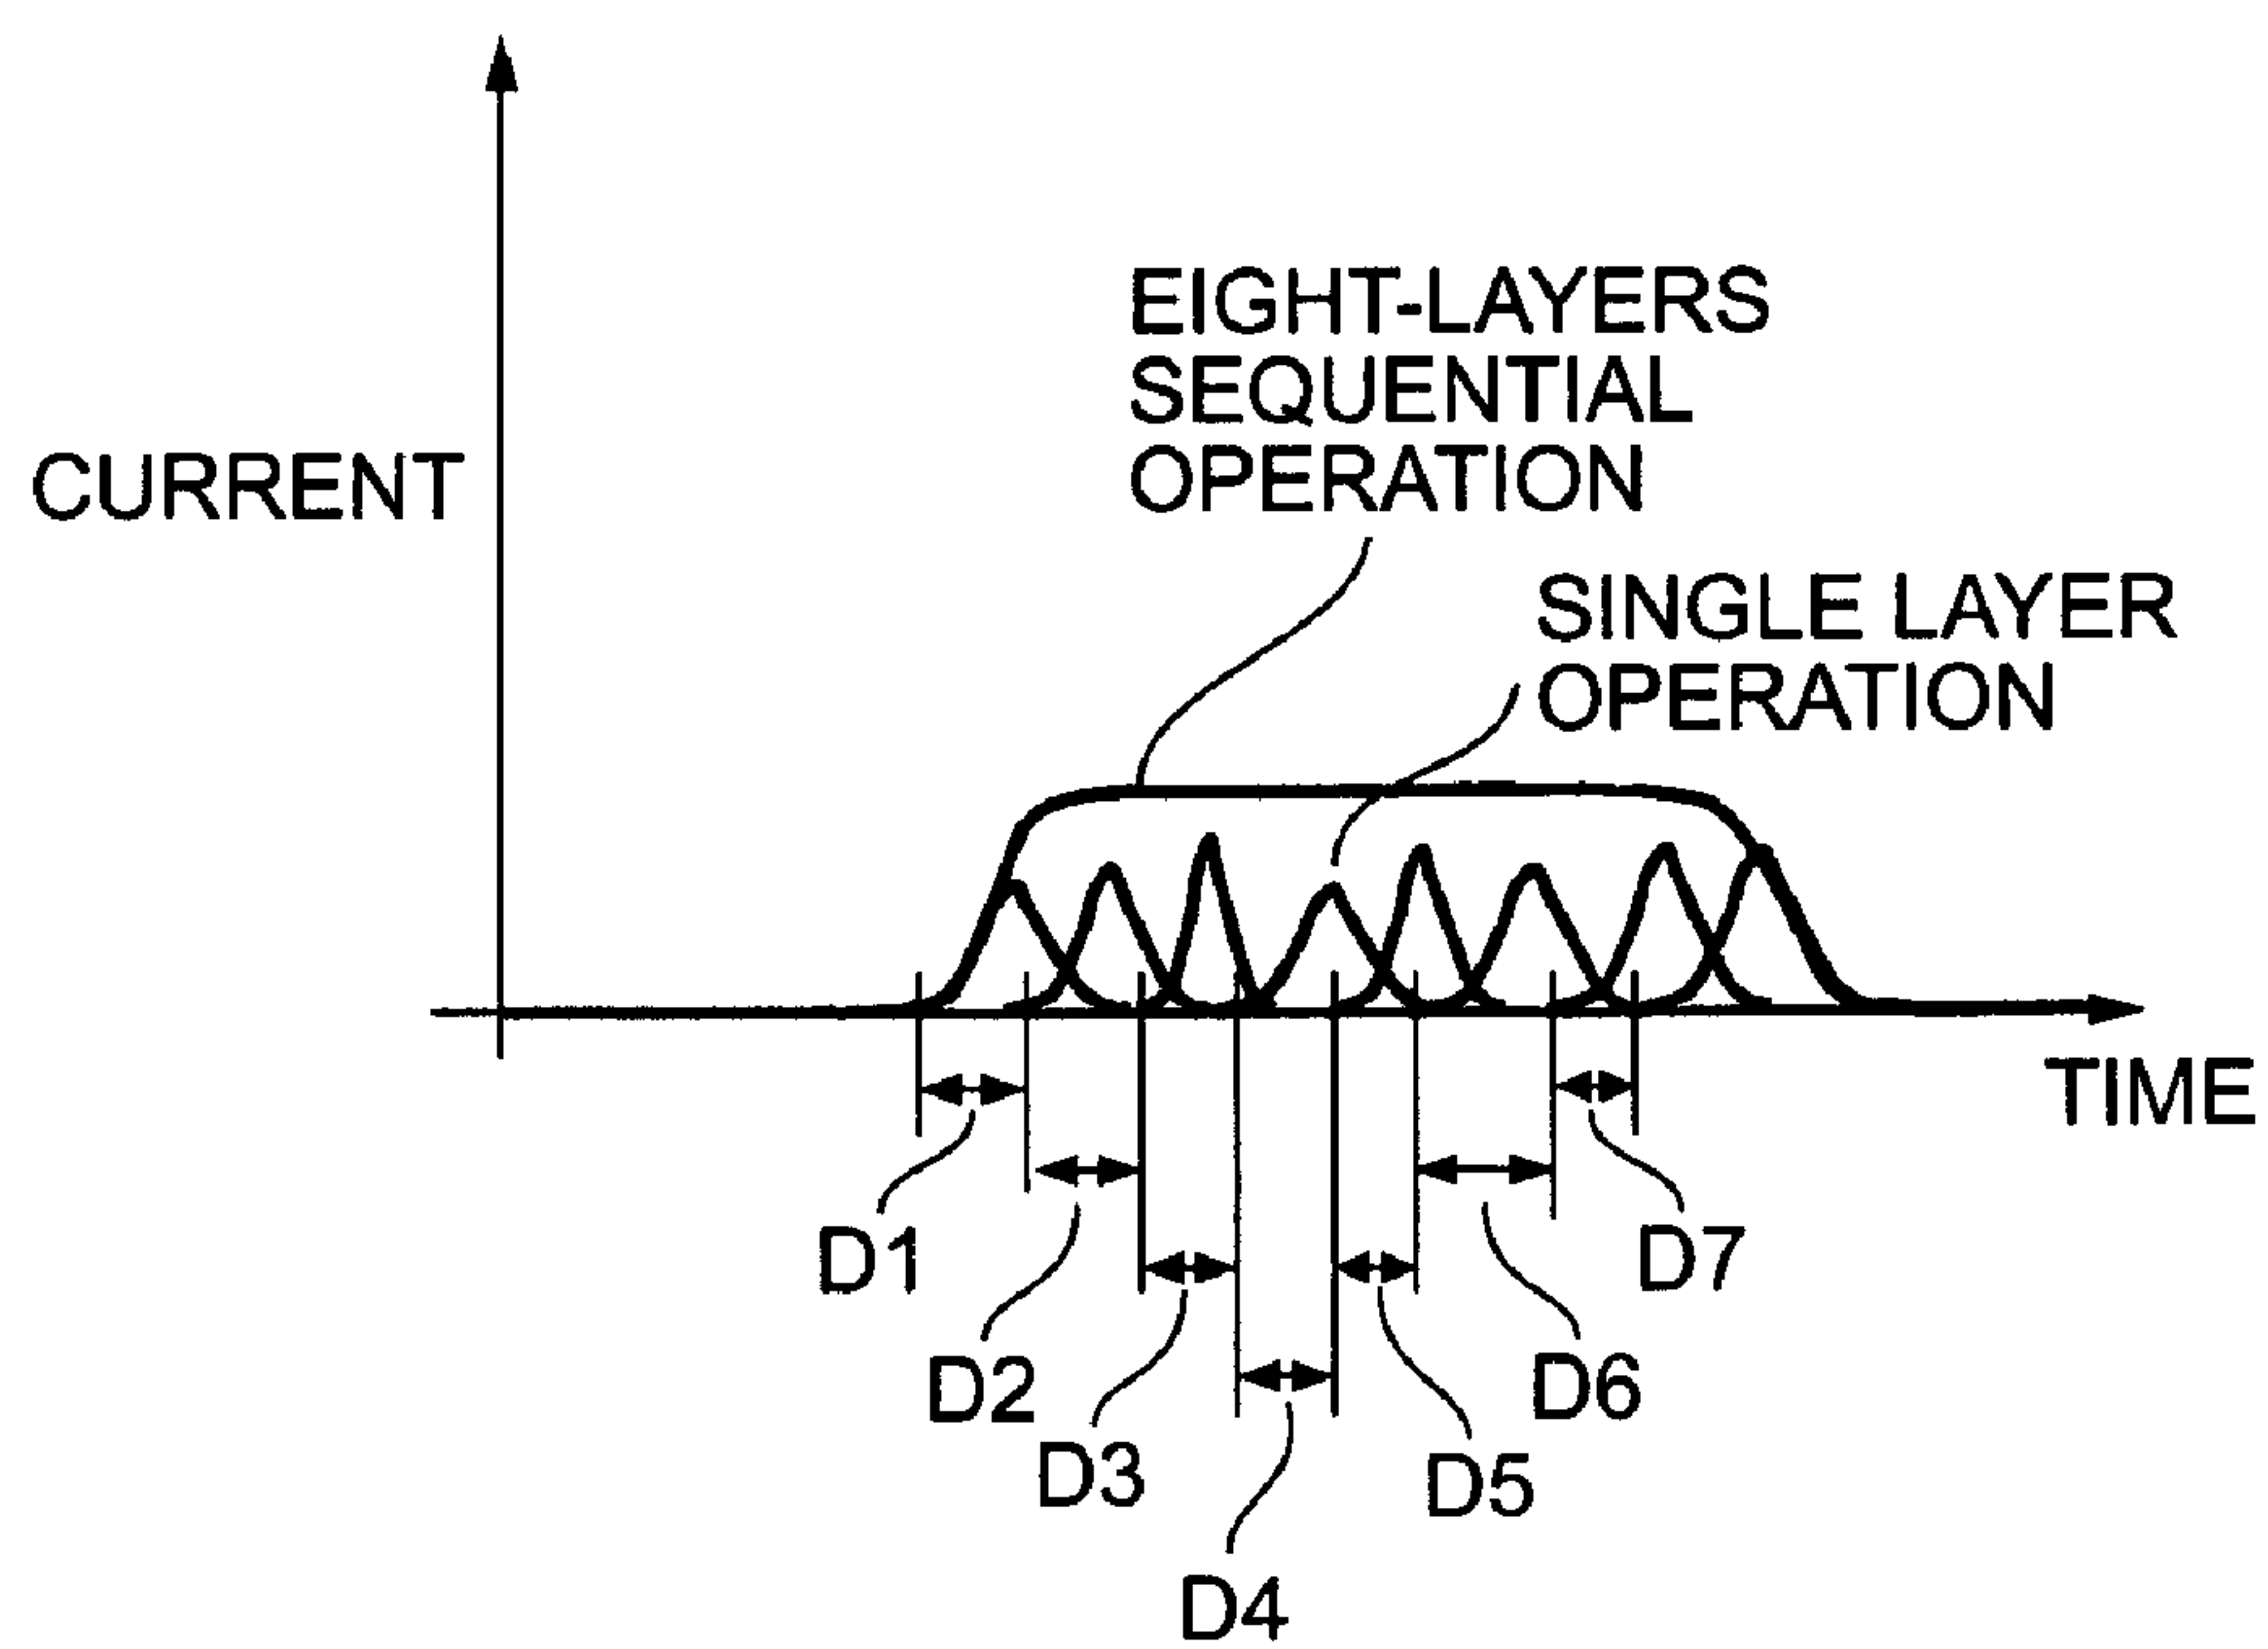 EIGHT-LAYERS
SEQUENTIAL
OPERATION
CURRENT
SINGLE LAYER
OPERATION
TIME
D1
D7
D2
D6
D3
D5
D4